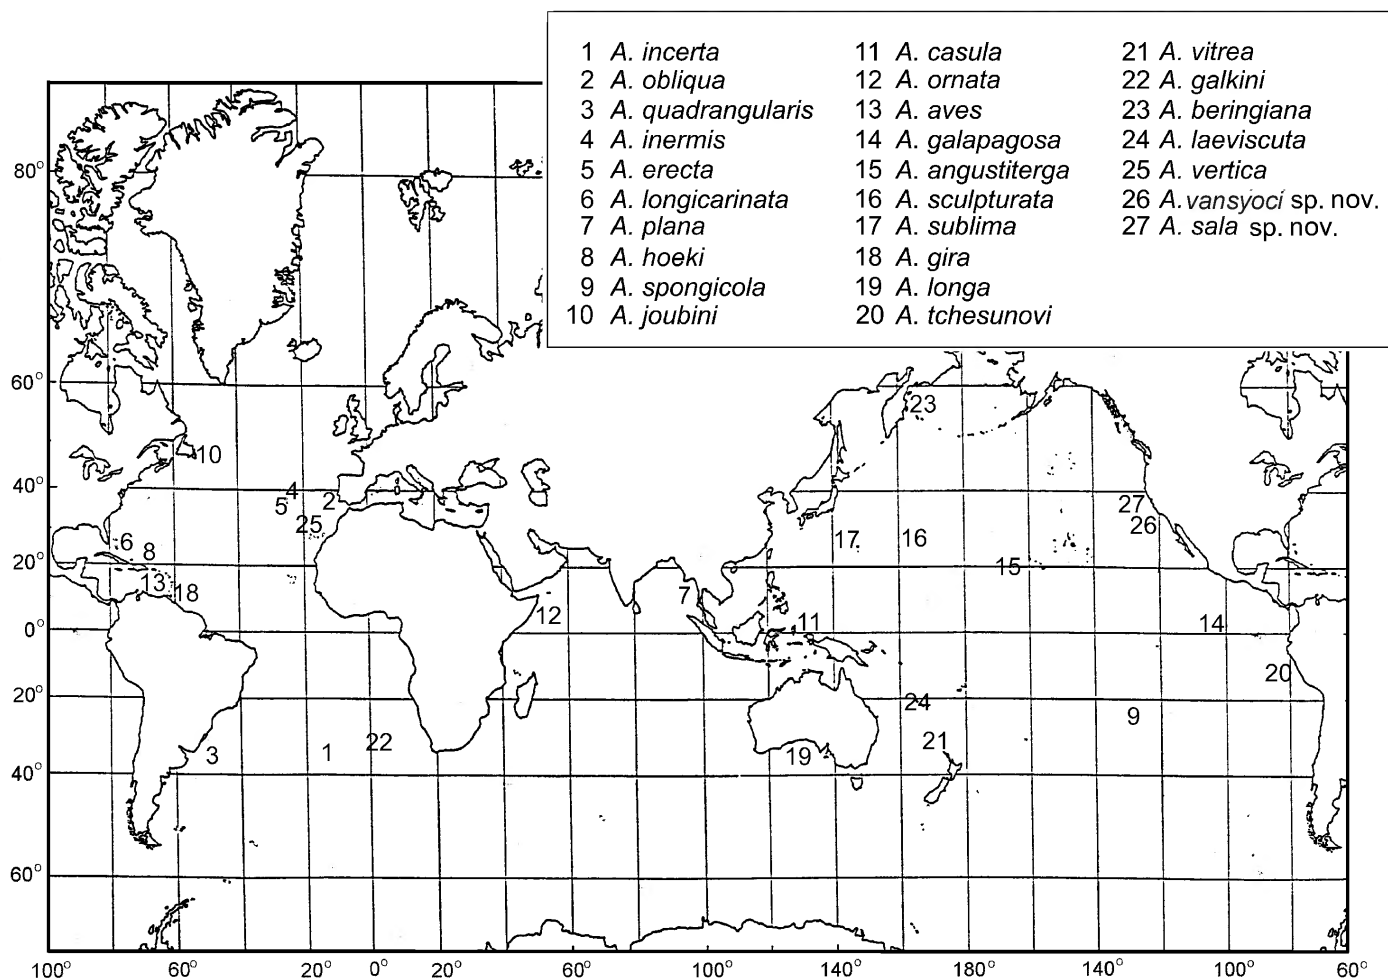 1 A. incerta
2 A. obliqua
3 A. quadrangularis
4 A. inermis
5 A. erecta
6 A. longicarinata
7 A. plana
8 A. hoeki
9 A. spongicola
10 A. joubini
11 A. casula
12 A. ornata
13 A. aves
14 A. galapagosa
15 A. angustiterga
16 A. sculpturata
17 A. sublima
18 A. gira
19 A. longa
20 A. tchesunovi
21 A. vitrea
22 A. galkini
23 A. beringiana
24 A. laeviscuta
25 A. vertica
26 A. vansyoci sp. nov.
27 A. sala sp. nov.
80°
60°
23
10
40°
4
5
2
27
25
26
6
8
17
16
20°
15
13
18
7
12
11
14
0°
20
20°
24
9
3
1
22
19
21
40°
60°
100° 60° 20° 0° 20° 60° 100° 140° 180° 140° 100° 60°